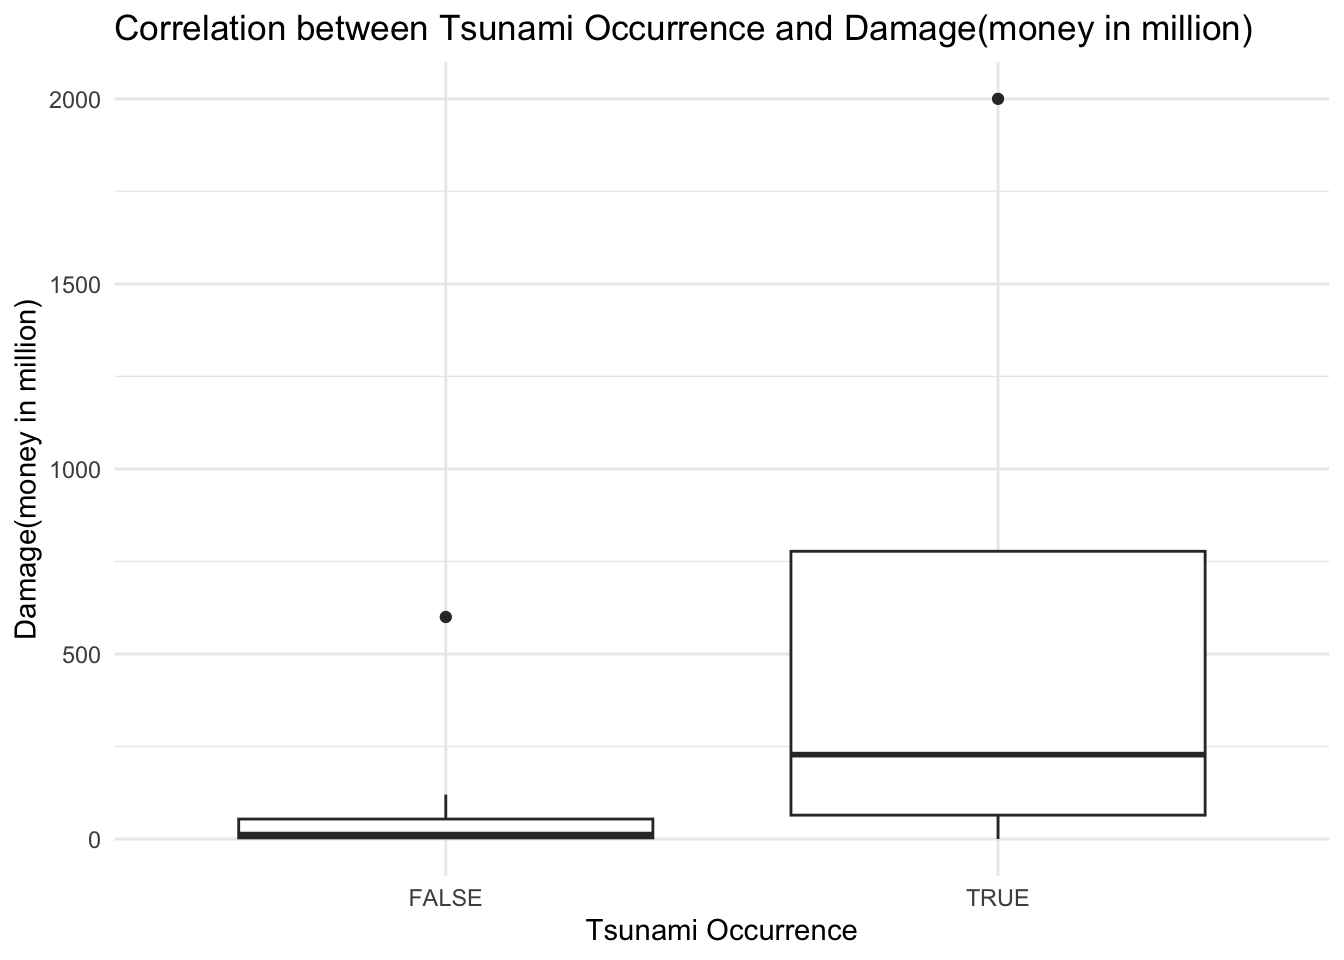 Correlation between Tsunami Occurrence and Damage(money in million)
Damage(money in million)
2000
1500
1000
500
0
FALSE
TRUE
Tsunami Occurrence